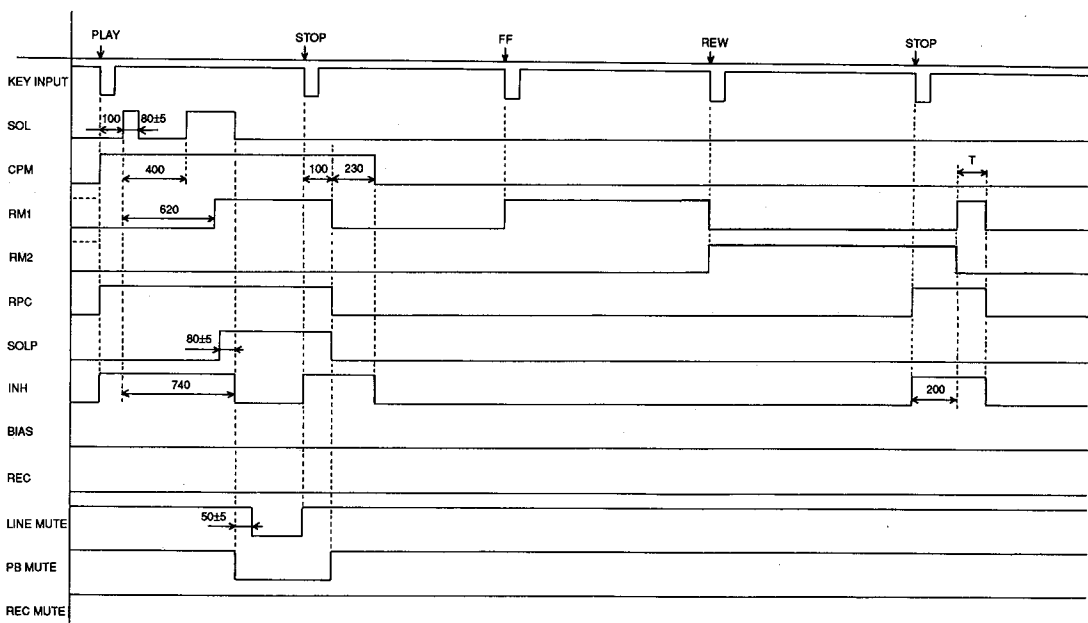 PLAY STOP FF REW STOP
KEY INPUT
SOL 100 80±5
CPM 400 100 230 T
RM1 620
RM2
RPC
SOLP 80±5
INH 740 200
BIAS
REC
LINE MUTE 50±5
PB MUTE
REC MUTE